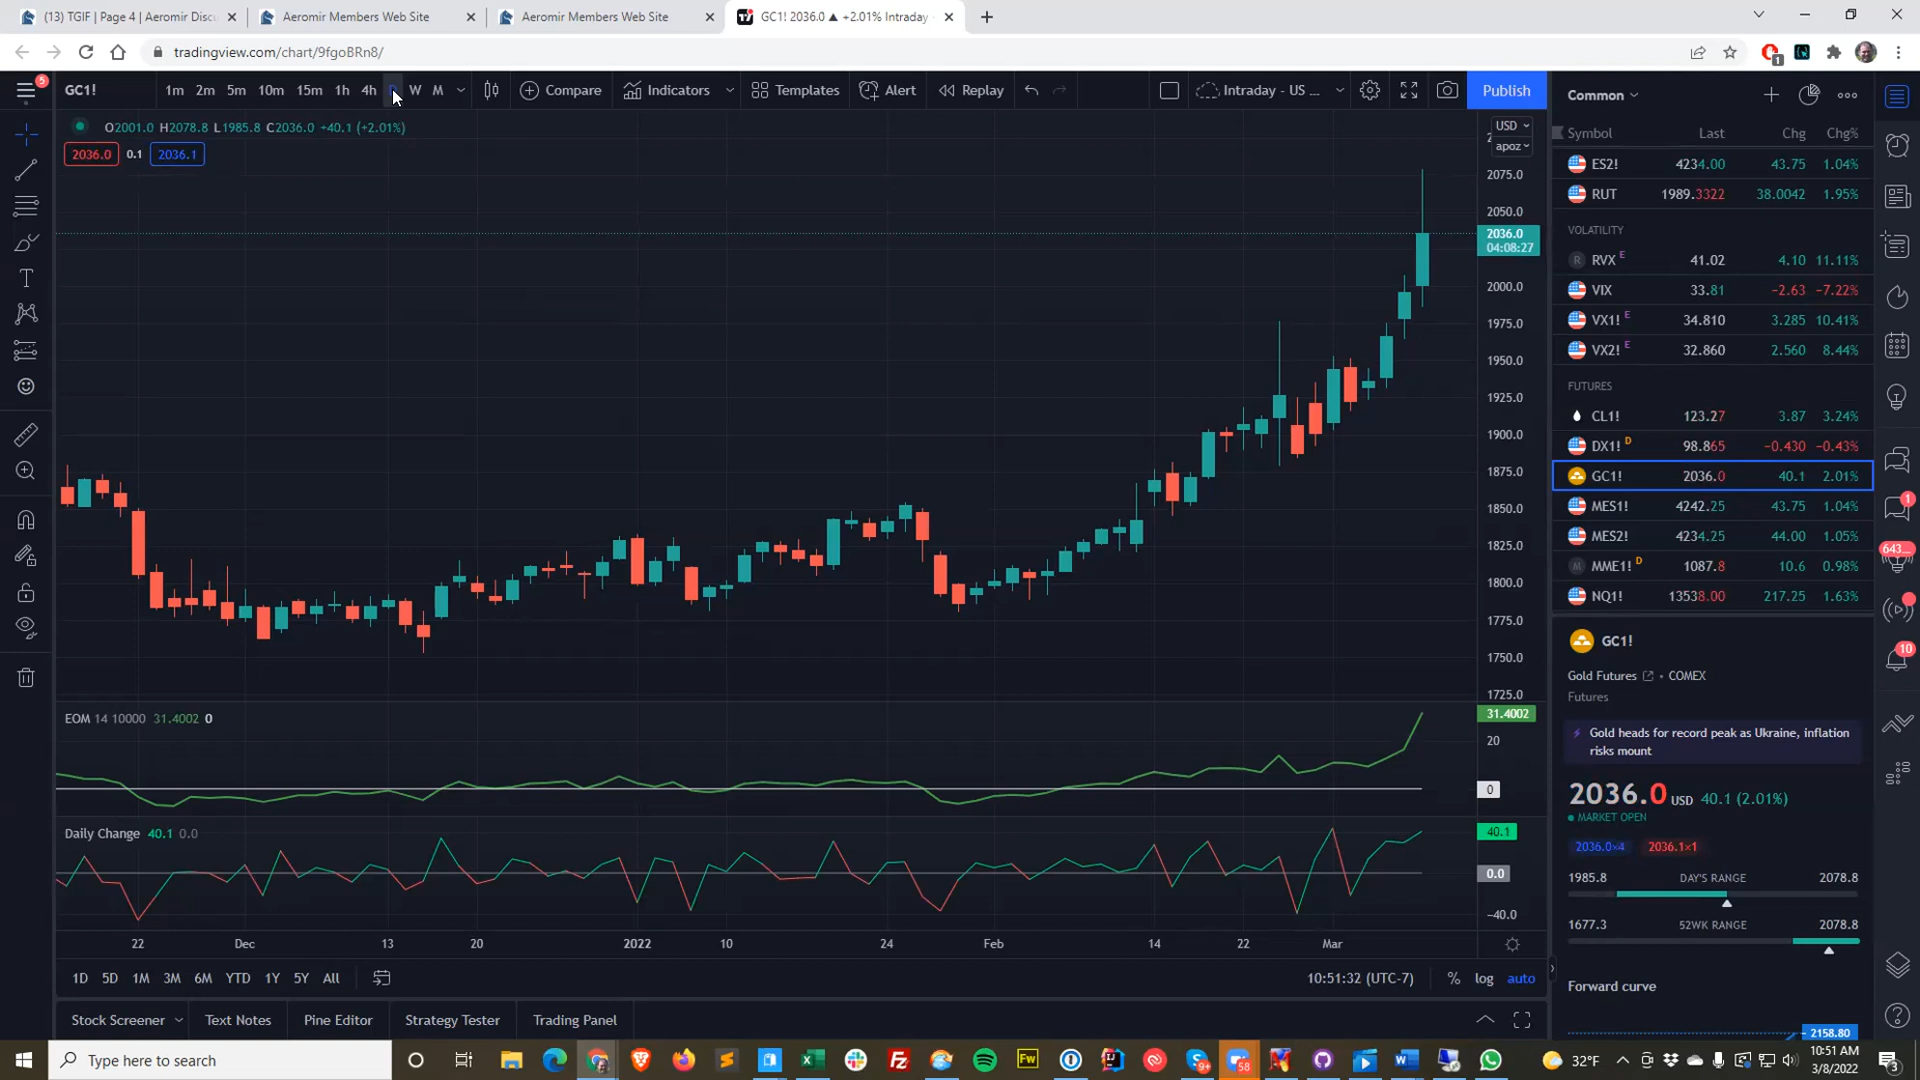 (13) TGIF | Page 4 | Aeromir Discu
Aeromir Members Web Site
Aeromir Members Web Site
GC1! 2036.0 ▲ +2.01% Intraday
tradingview.com/chart/9fgoBRn8/
5 GC1! 1m 2m 5m 10m 15m 1h 4h D W M Compare Indicators Templates Alert Replay Intraday - US ... Publish
O2001.0 H2078.8 L1985.8 C2036.0 +40.1 (+2.01%)
2036.0 0.1 2036.1
USD
apoz
2075.0
2050.0
2036.0
04:08:27
2000.0
1975.0
1950.0
1925.0
1900.0
1875.0
1850.0
1825.0
1800.0
1775.0
1750.0
1725.0
EOM 14 10000 31.4002 0
31.4002
20
0
Daily Change 40.1 0.0
40.1
0.0
−40.0
22 Dec 13 20 2022 10 24 Feb 14 22 Mar
1D 5D 1M 3M 6M YTD 1Y 5Y All 10:51:32 (UTC-7) % log auto
Stock Screener Text Notes Pine Editor Strategy Tester Trading Panel
Common
Symbol Last Chg Chg%
ES2! 4234.00 43.75 1.04%
RUT 1989.3322 38.0042 1.95%
VOLATILITY
R RVX E 41.02 4.10 11.11%
VIX 33.81 −2.63 −7.22%
VX1! E 34.810 3.285 10.41%
VX2! E 32.860 2.560 8.44%
FUTURES
CL1! 123.27 3.87 3.24%
DX1! D 98.865 −0.430 −0.43%
GC1! 2036.0 40.1 2.01%
MES1! 4242.25 43.75 1.04%
MES2! 4234.25 44.00 1.05%
M MME1! D 1087.8 10.6 0.98%
NQ1! 13538.00 217.25 1.63%
GC1!
Gold Futures • COMEX
Futures
Gold heads for record peak as Ukraine, inflation
risks mount
2036.0 USD 40.1 (2.01%)
MARKET OPEN
2036.0×4 2036.1×1
1985.8 DAY'S RANGE 2078.8
1677.3 52WK RANGE 2078.8
Forward curve
2158.80
1
643...
10
Type here to search
Fw
9+
58
32°F
10:51 AM
3/8/2022
3